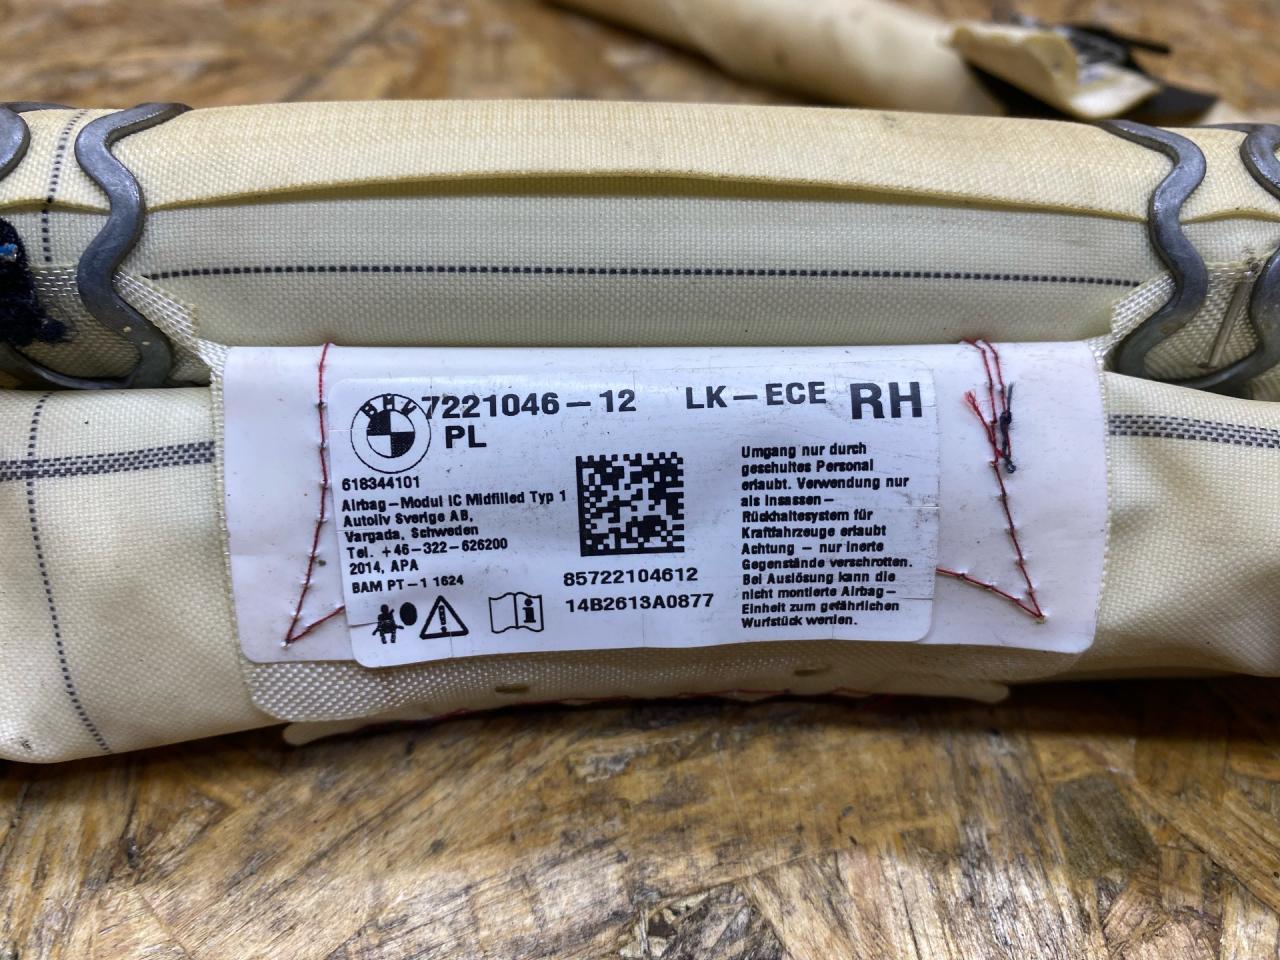 BMW
7221046-12 LK-ECE RH
PL
618344101
Airbag-Modul IC Midfilled Typ 1
Autoliv Sverige AB,
Vargada, Schweden
Tel. +46-322-626200
2014, APA
BAM PT-1 1624
85722104612
14B2613A0877
Umgang nur durch
geschultes Personal
erlaubt. Verwendung nur
als Insassen-
Rückhaltesystem für
Kraftfahrzeuge erlaubt
Achtung - nur inerte
Gegenstände verschrotten.
Bei Auslösung kann die
nicht montierte Airbag-
Einheit zum gefährlichen
Wurfstück werden.